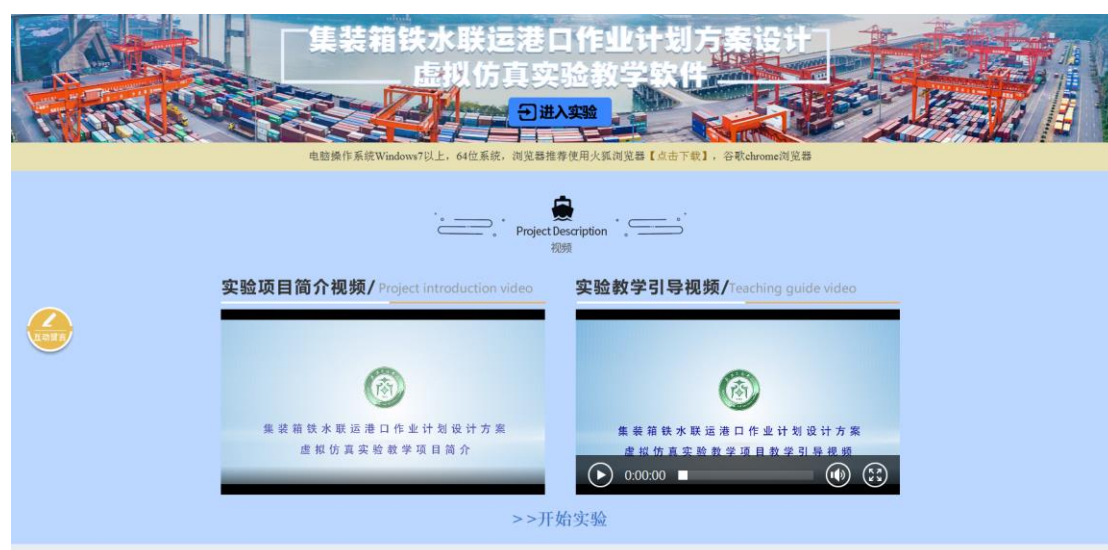 集装箱铁水联运港口作业计划方案设计
虚拟仿真实验教学软件
进入实验
电脑操作系统Windows7以上，64位系统，浏览器推荐使用火狐浏览器【点击下载】，谷歌chrome浏览器
Project Description
视频
实验项目简介视频/ Project introduction video
实验教学引导视频/Teaching guide video
互动留言
集装箱铁水联运港口作业计划设计方案
虚拟仿真实验教学项目简介
集装箱铁水联运港口作业计划设计方案
虚拟仿真实验教学项目教学引导视频
0:00:00
>>开始实验